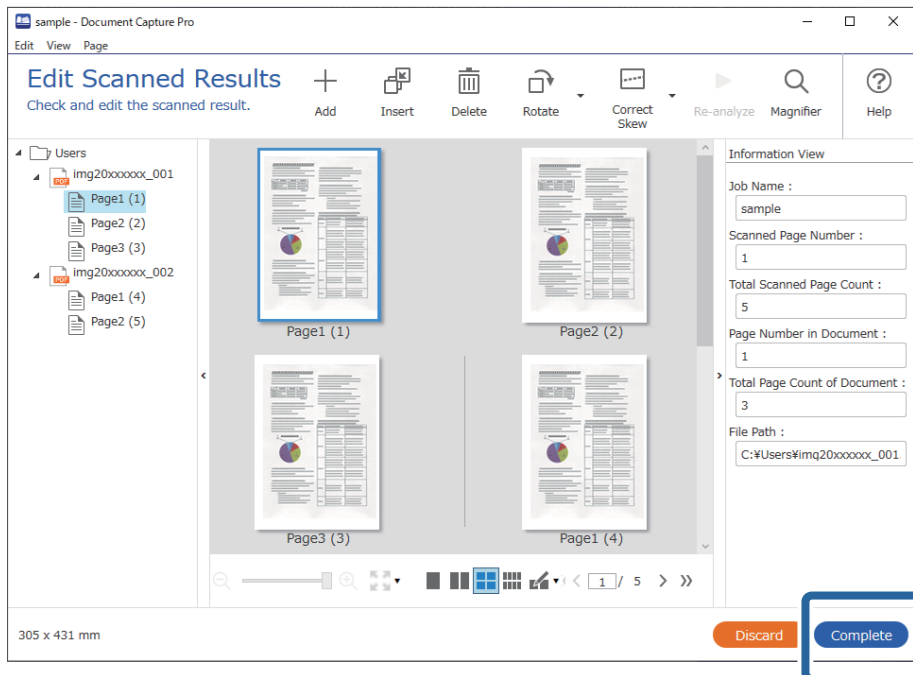 sample - Document Capture Pro
Edit View Page
Edit Scanned Results
Check and edit the scanned result.
Add
Insert
Delete
Rotate
Correct
Skew
Re-analyze
Magnifier
Help
Users
PDF
img20xxxxxx_001
Page1 (1)
Page2 (2)
Page3 (3)
PDF
img20xxxxxx_002
Page1 (4)
Page2 (5)
Page1 (1)
Page2 (2)
Page3 (3)
Page1 (4)
1 / 5
Information View
Job Name :
sample
Scanned Page Number :
1
Total Scanned Page Count :
5
Page Number in Document :
1
Total Page Count of Document :
3
File Path :
C:¥Users¥img20xxxxxx_001
305 x 431 mm
Discard
Complete